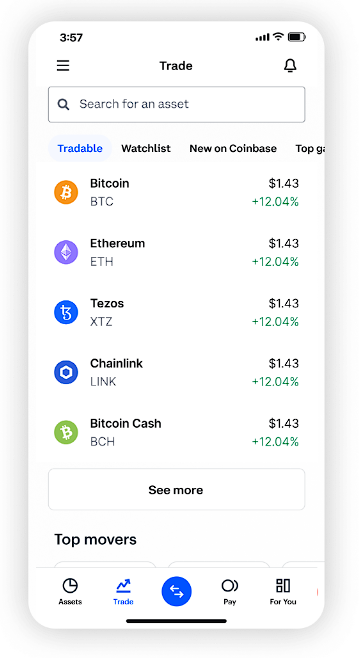 3:57
Trade
Search for an asset
Tradable Watchlist New on Coinbase Top ga
Bitcoin $1.43
BTC +12.04%
Ethereum $1.43
ETH +12.04%
Tezos $1.43
XTZ +12.04%
Chainlink $1.43
LINK +12.04%
Bitcoin Cash $1.43
BCH +12.04%
See more
Top movers
Assets Trade Pay For You